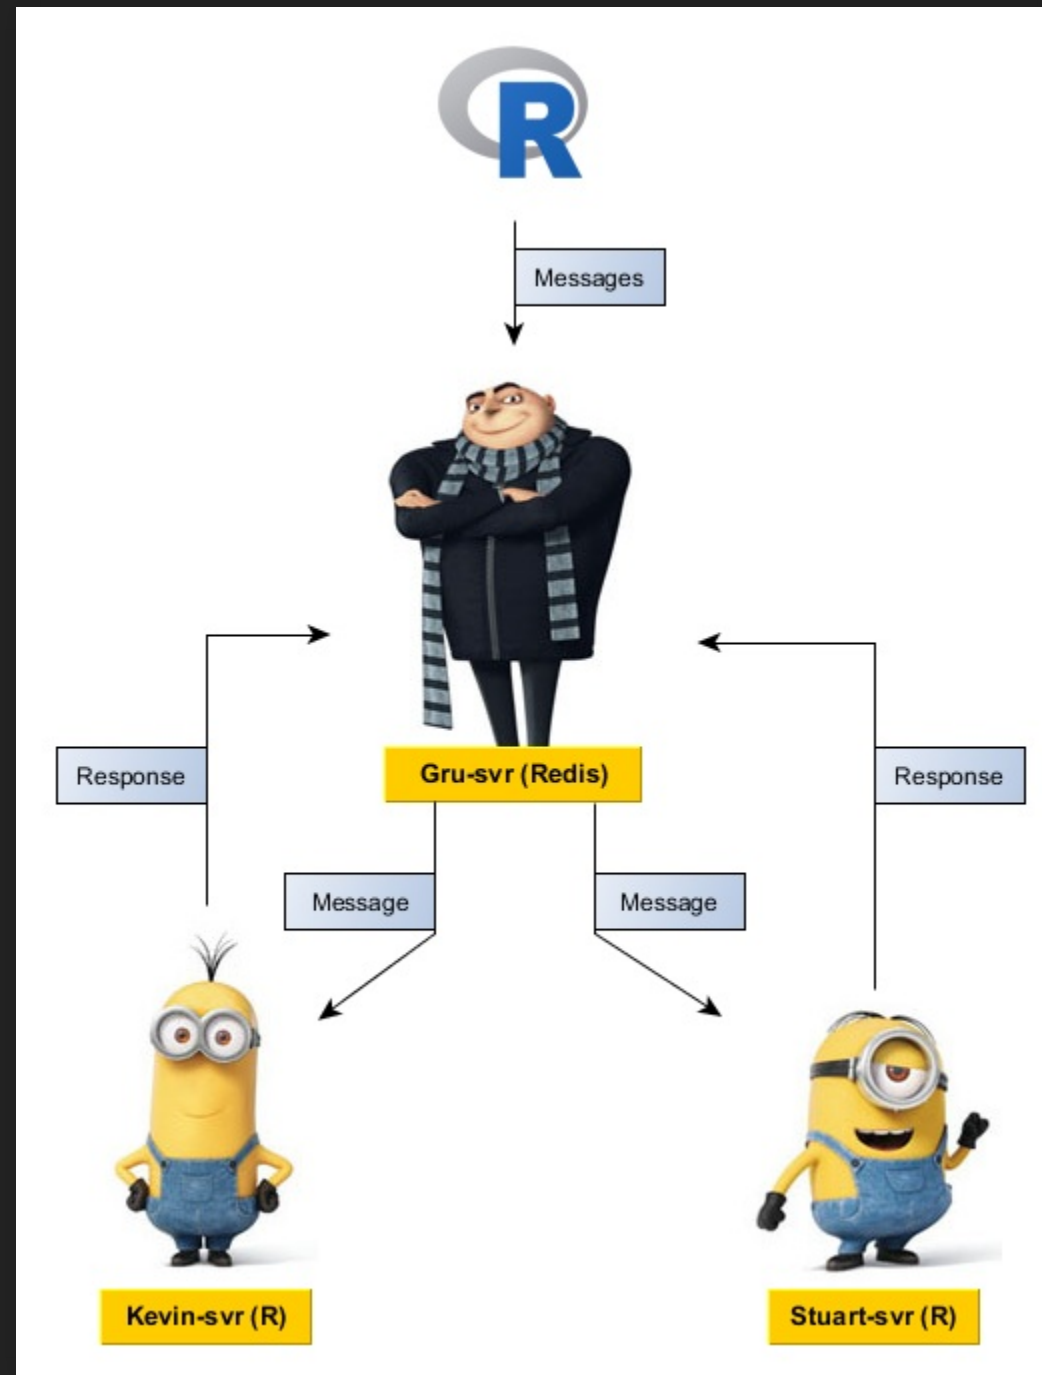 R
Messages
Gru-svr (Redis)
Response
Response
Message
Message
Kevin-svr (R)
Stuart-svr (R)